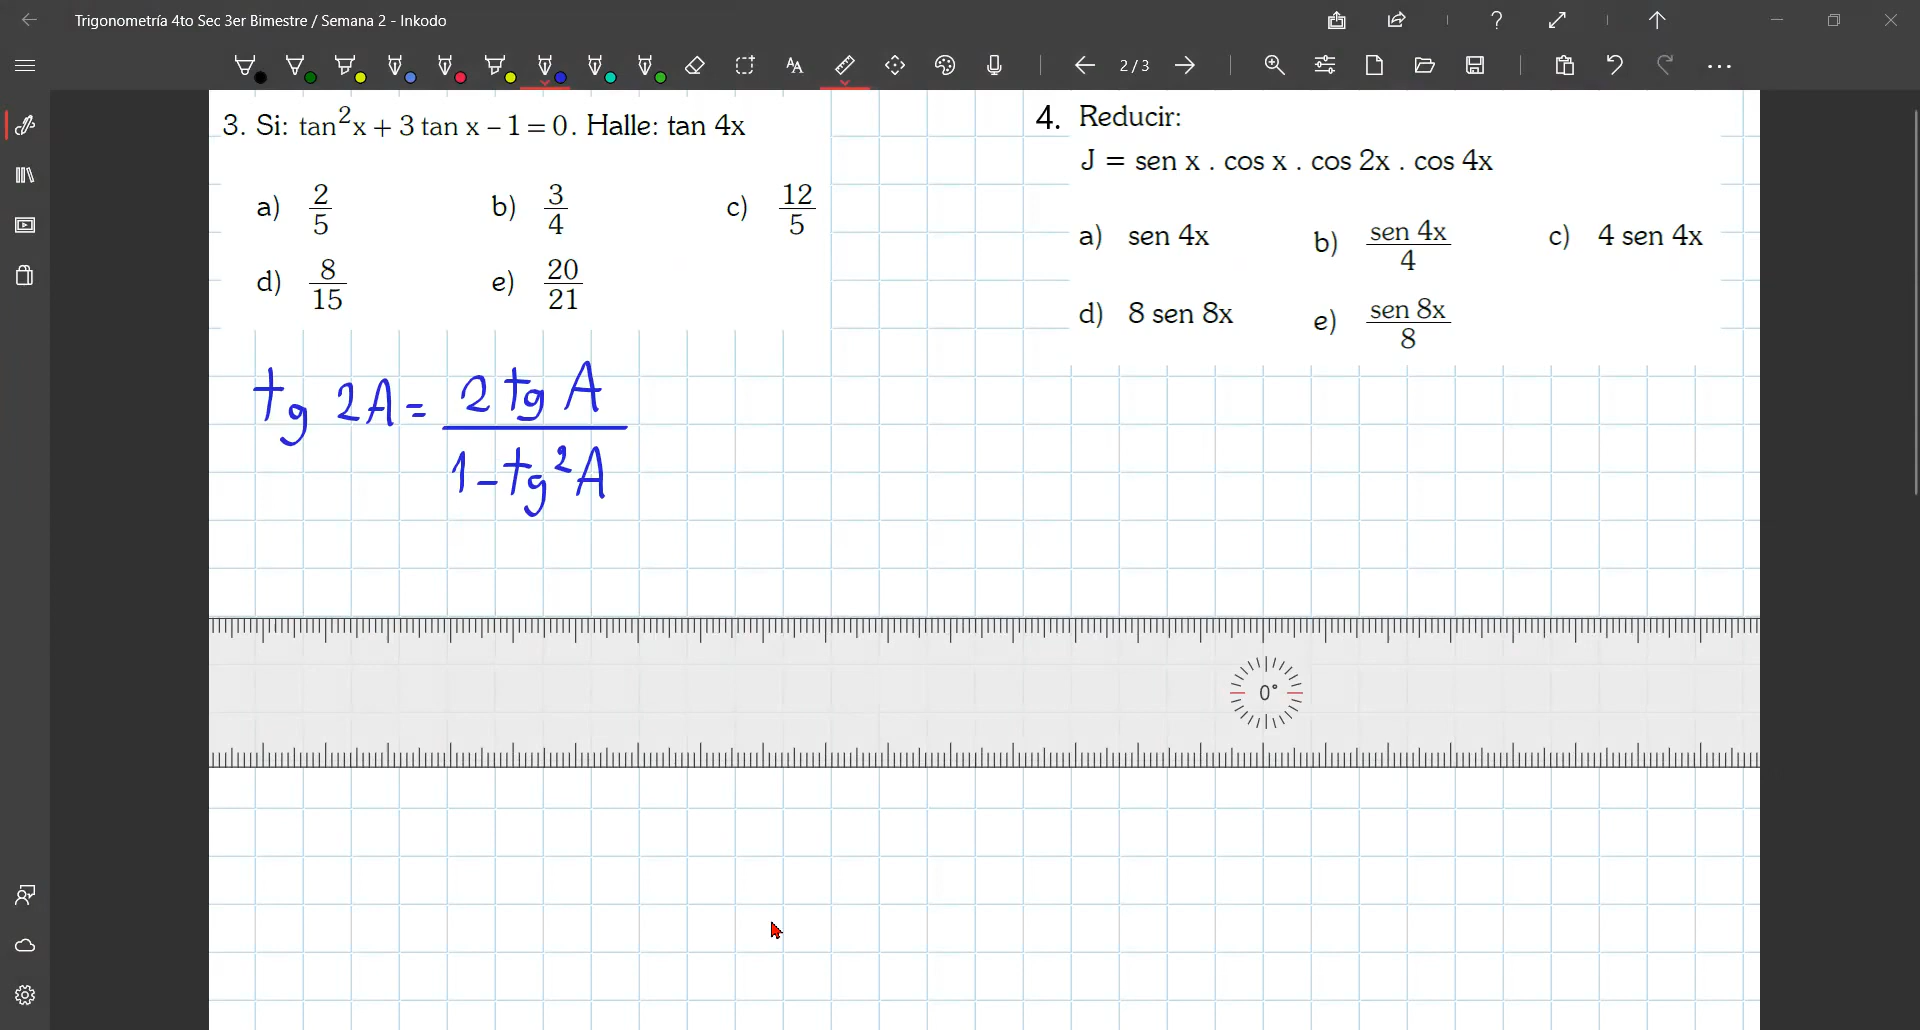 Trigonometría 4to Sec 3er Bimestre / Semana 2 - Inkodo
2 / 3
3. Si: tan²x + 3 tan x – 1 = 0. Halle: tan 4x
a) 2/5 b) 3/4 c) 12/5
d) 8/15 e) 20/21
tg 2A = 2 tg A / 1 - tg²A
4. Reducir:
J = sen x . cos x . cos 2x . cos 4x
a) sen 4x b) sen 4x/4 c) 4 sen 4x
d) 8 sen 8x e) sen 8x/8
0°